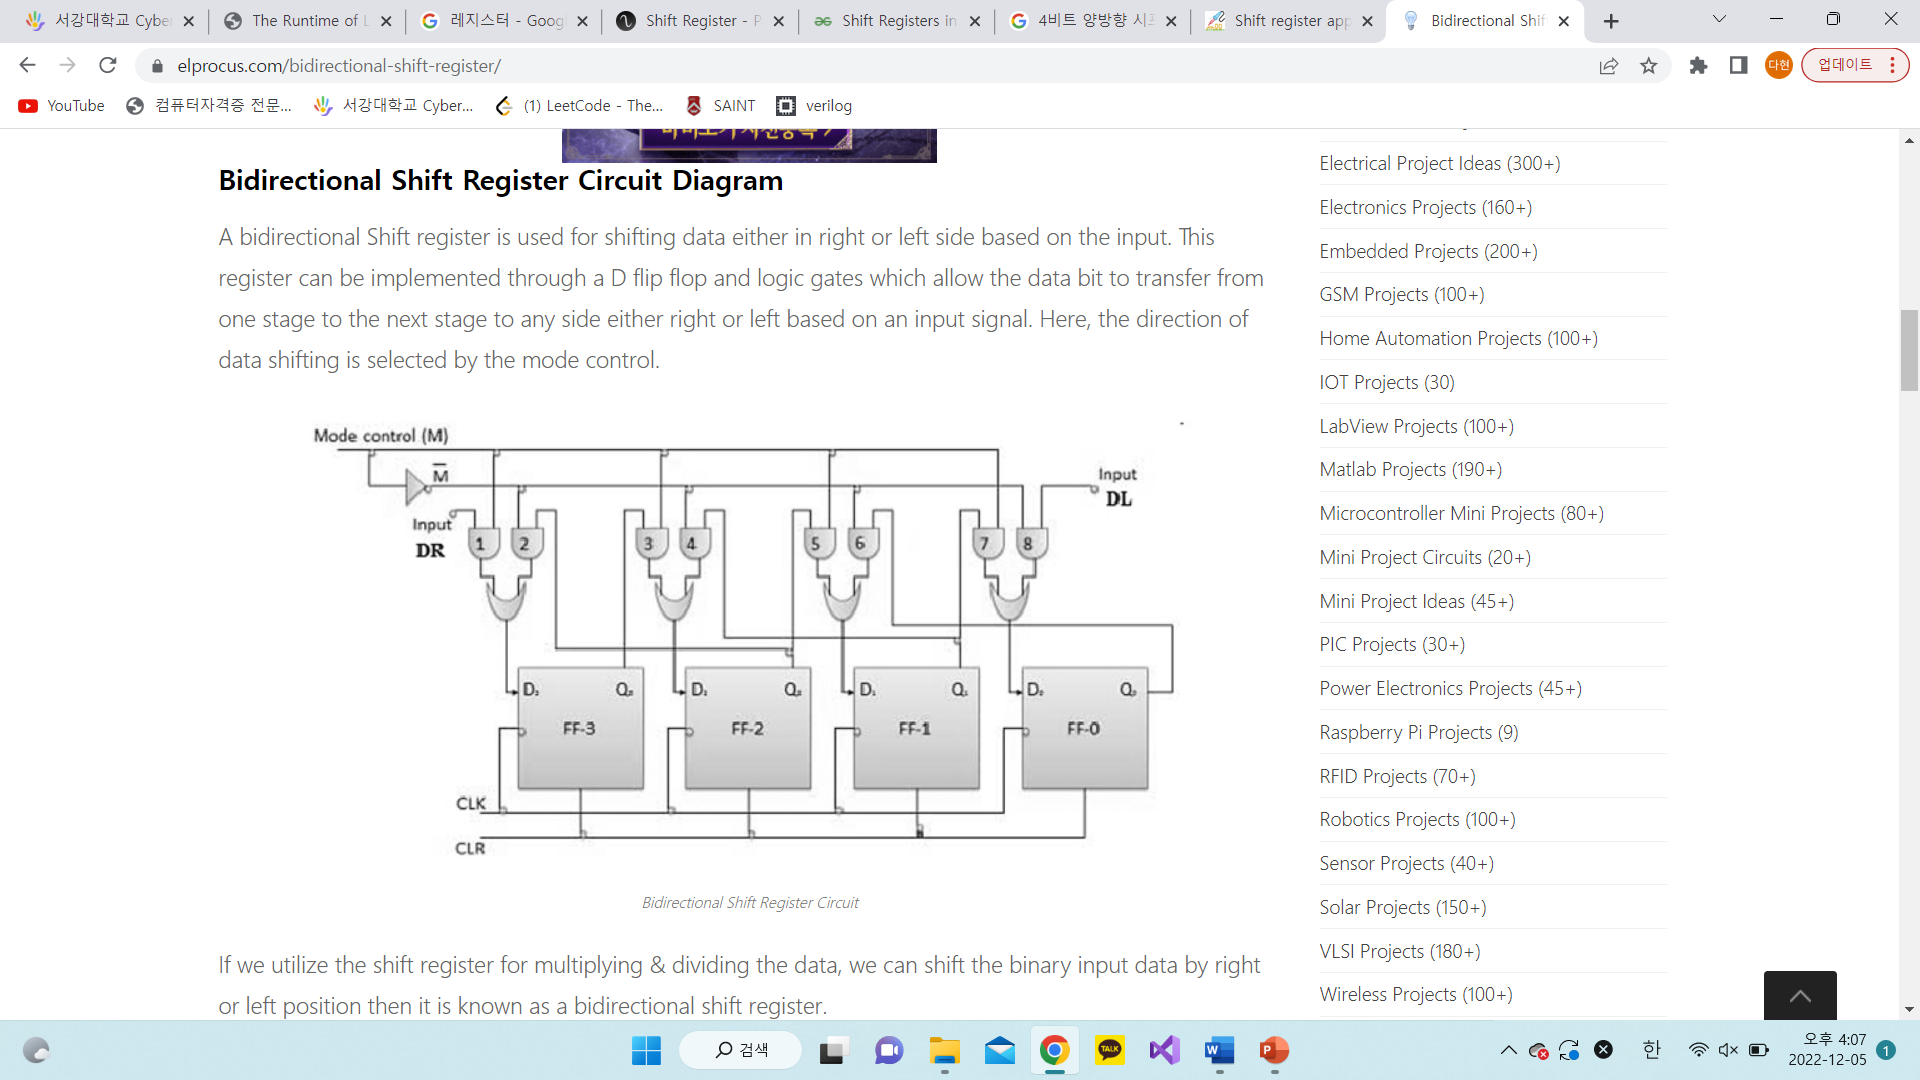 서강대학교 Cyber
The Runtime of L
레지스터 - Goog
Shift Register - P
Shift Registers in
4비트 양방향 시프
Shift register app
Bidirectional Shif
elprocus.com/bidirectional-shift-register/
다현
업데이트
YouTube
컴퓨터자격증 전문...
서강대학교 Cyber...
(1) LeetCode - The...
SAINT
verilog
Bidirectional Shift Register Circuit Diagram
A bidirectional Shift register is used for shifting data either in right or left side based on the input. This
register can be implemented through a D flip flop and logic gates which allow the data bit to transfer from
one stage to the next stage to any side either right or left based on an input signal. Here, the direction of
data shifting is selected by the mode control.
Mode control (M)
M
Input
DL
Input
DR
1 2 3 4 5 6 7 8
D₃ Q₃ D₂ Q₂ D₁ Q₁ D₀ Q₀
FF-3 FF-2 FF-1 FF-0
CLK
CLR
Bidirectional Shift Register Circuit
If we utilize the shift register for multiplying & dividing the data, we can shift the binary input data by right
or left position then it is known as a bidirectional shift register.
Electrical Project Ideas (300+)
Electronics Projects (160+)
Embedded Projects (200+)
GSM Projects (100+)
Home Automation Projects (100+)
IOT Projects (30)
LabView Projects (100+)
Matlab Projects (190+)
Microcontroller Mini Projects (80+)
Mini Project Circuits (20+)
Mini Project Ideas (45+)
PIC Projects (30+)
Power Electronics Projects (45+)
Raspberry Pi Projects (9)
RFID Projects (70+)
Robotics Projects (100+)
Sensor Projects (40+)
Solar Projects (150+)
VLSI Projects (180+)
Wireless Projects (100+)
검색
TALK
한
오후 4:07
2022-12-05
1